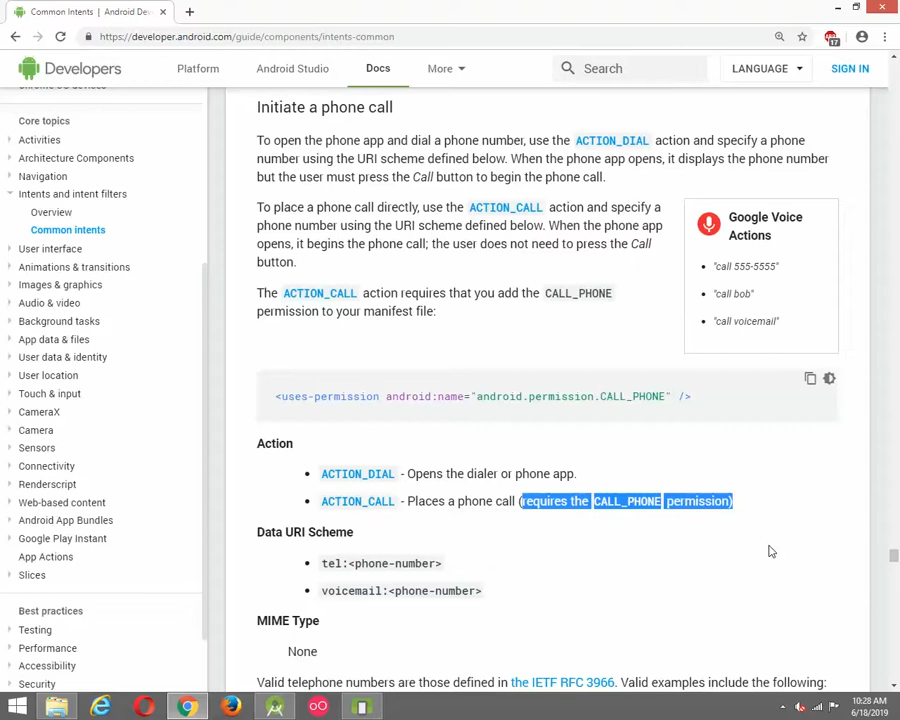 Common Intents | Android Dev
https://developer.android.com/guide/components/intents-common
17
Developers
Platform
Android Studio
Docs
More
Search
LANGUAGE
SIGN IN
Core topics
Activities
Architecture Components
Navigation
Intents and intent filters
Overview
Common intents
User interface
Animations & transitions
Images & graphics
Audio & video
Background tasks
App data & files
User data & identity
User location
Touch & input
CameraX
Camera
Sensors
Connectivity
Renderscript
Web-based content
Android App Bundles
Google Play Instant
App Actions
Slices
Best practices
Testing
Performance
Accessibility
Security
Initiate a phone call
To open the phone app and dial a phone number, use the ACTION_DIAL action and specify a phone
number using the URI scheme defined below. When the phone app opens, it displays the phone number
but the user must press the Call button to begin the phone call.
To place a phone call directly, use the ACTION_CALL action and specify a
phone number using the URI scheme defined below. When the phone app
opens, it begins the phone call; the user does not need to press the Call
button.
The ACTION_CALL action requires that you add the CALL_PHONE
permission to your manifest file:
Google Voice
Actions
"call 555-5555"
"call bob"
"call voicemail"
<uses-permission android:name="android.permission.CALL_PHONE" />
Action
• ACTION_DIAL - Opens the dialer or phone app.
• ACTION_CALL - Places a phone call (requires the CALL_PHONE permission)
Data URI Scheme
• tel:<phone-number>
• voicemail:<phone-number>
MIME Type
None
Valid telephone numbers are those defined in the IETF RFC 3966. Valid examples include the following:
10:28 AM
6/18/2019